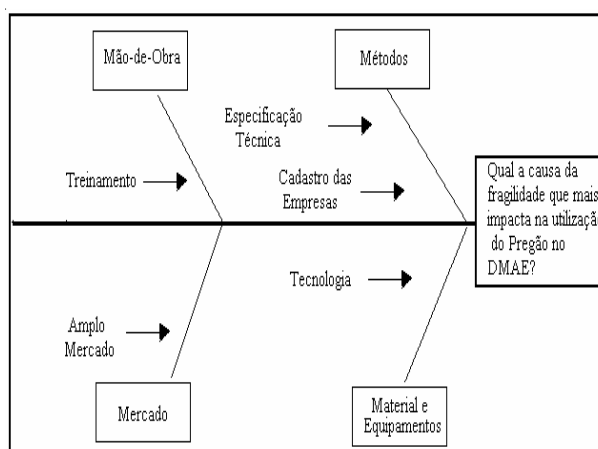 Mão-de-Obra
Métodos
Especificação
Técnica
Treinamento
Cadastro das
Empresas
Qual a causa da
fragilidade que mais
impacta na utilização
do Pregão no
DMAE?
Tecnologia
Amplo
Mercado
Mercado
Material e
Equipamentos